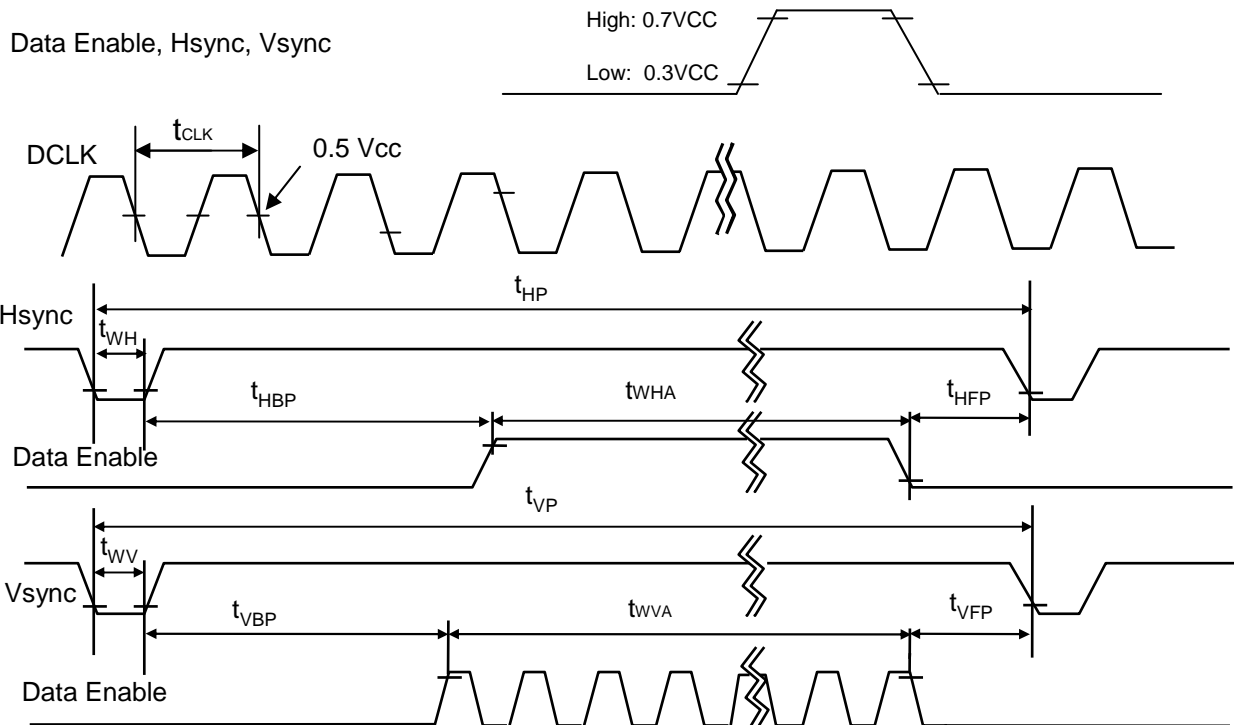 High: 0.7VCC
Data Enable, Hsync, Vsync
Low: 0.3VCC
tCLK
DCLK
0.5 Vcc
tHP
Hsync
tWH
tHBP
tWHA
tHFP
Data Enable
tVP
tWV
Vsync
tVBP
tWVA
tVFP
Data Enable